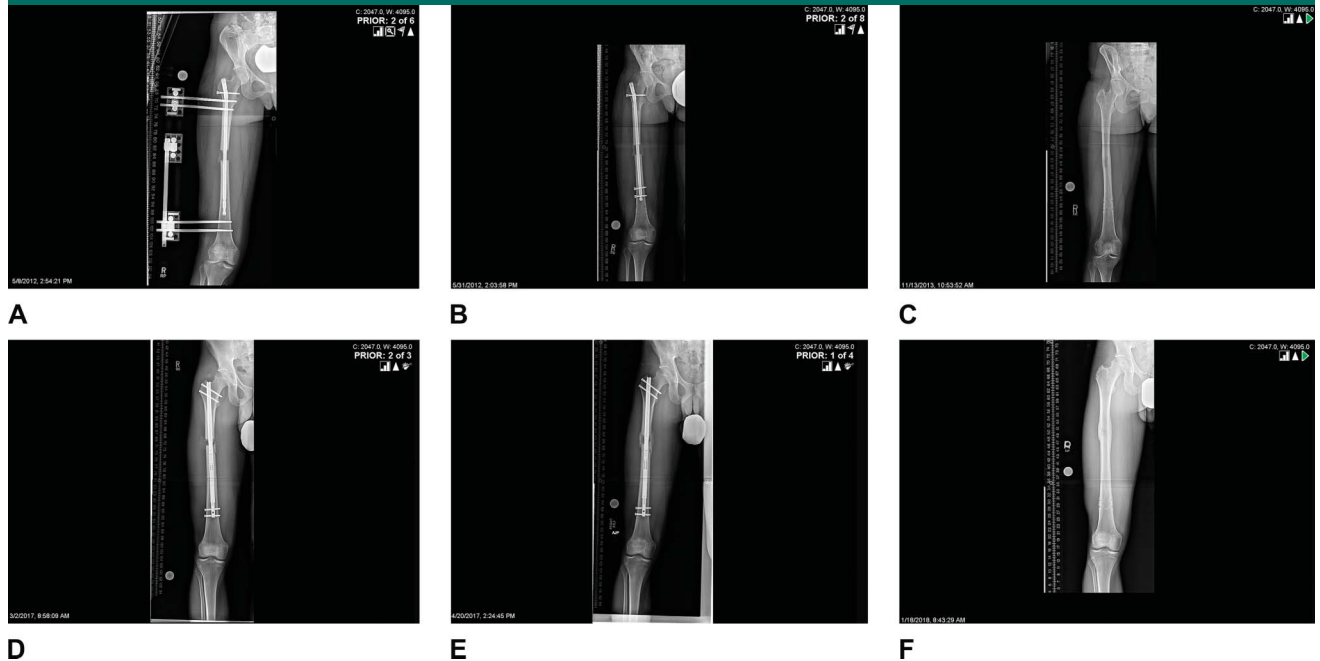 C: 2047.0, W: 4095.0
PRIOR: 2 of 6
R
5/8/2012, 2:54:21 PM
A
C: 2047.0, W: 4095.0
PRIOR: 2 of 8
R
5/31/2012, 2:03:58 PM
B
C: 2047.0, W: 4095.0
R
11/13/2013, 10:53:52 AM
C
C: 2047.0, W: 4095.0
PRIOR: 2 of 3
R
3/2/2017, 8:58:09 AM
D
C: 2047.0, W: 4095.0
PRIOR: 1 of 4
4/20/2017, 2:24:45 PM
E
C: 2047.0, W: 4095.0
R
1/18/2018, 8:43:29 AM
F